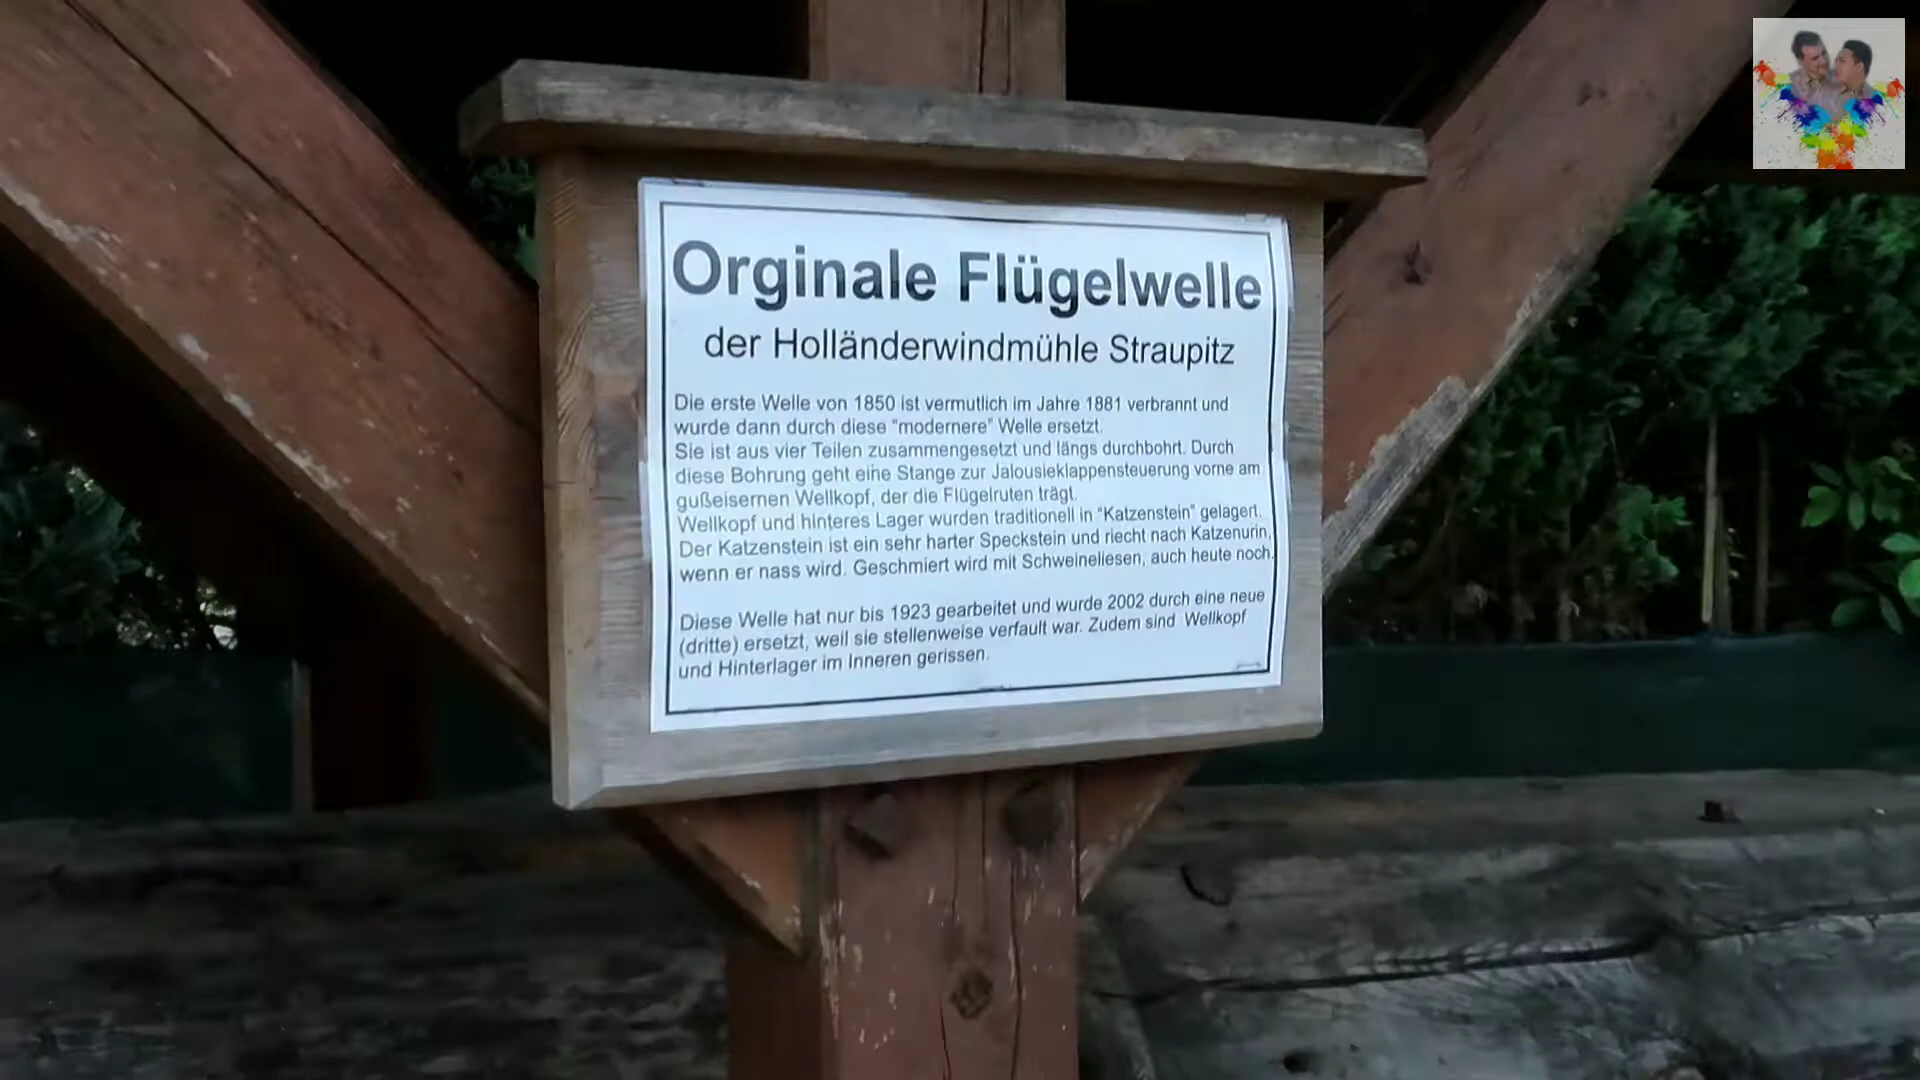 Orginale Flügelwelle
der Holländerwindmühle Straupitz
Die erste Welle von 1850 ist vermutlich im Jahre 1881 verbrannt und
wurde dann durch diese "modernere" Welle ersetzt.
Sie ist aus vier Teilen zusammengesetzt und längs durchbohrt. Durch
diese Bohrung geht eine Stange zur Jalousieklappensteuerung vorne am
gußeisernen Wellkopf, der die Flügelruten trägt.
Wellkopf und hinteres Lager wurden traditionell in "Katzenstein" gelagert.
Der Katzenstein ist ein sehr harter Speckstein und riecht nach Katzenurin,
wenn er nass wird. Geschmiert wird mit Schweineliesen, auch heute noch.
Diese Welle hat nur bis 1923 gearbeitet und wurde 2002 durch eine neue
(dritte) ersetzt, weil sie stellenweise verfault war. Zudem sind Wellkopf
und Hinterlager im Inneren gerissen.